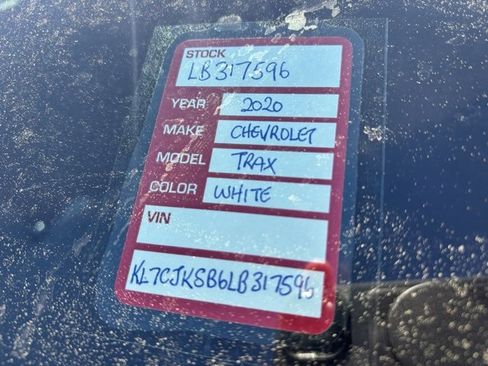 STOCK
LB317596
YEAR 2020
MAKE CHEVROLET
MODEL TRAX
COLOR WHITE
VIN
KL7CJKSB6LB317596